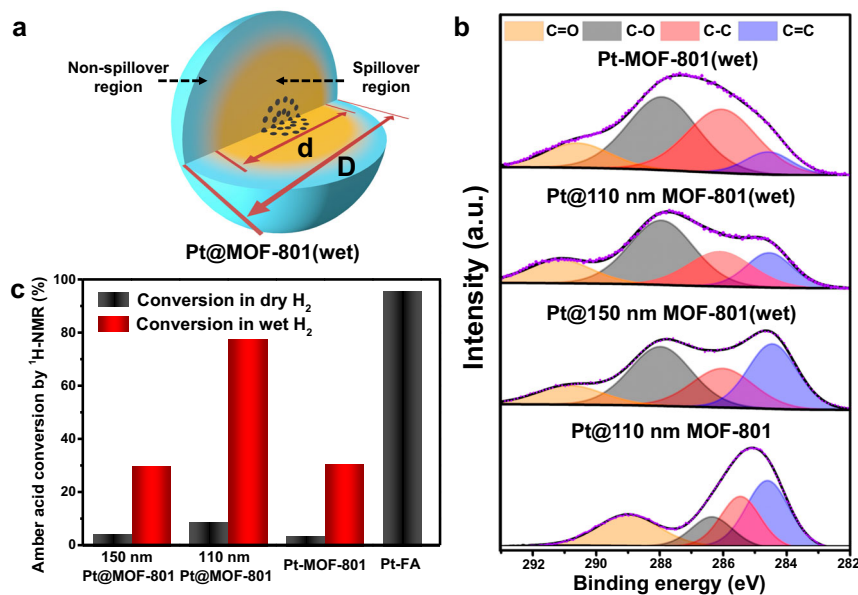 a
Non-spillover
region
Spillover
region
d
D
Pt@MOF-801(wet)
b
C=O
C-O
C-C
C=C
Pt-MOF-801(wet)
Pt@110 nm MOF-801(wet)
Pt@150 nm MOF-801(wet)
Pt@110 nm MOF-801
Intensity (a.u.)
292
290
288
286
284
282
Binding energy (eV)
c
Conversion in dry H₂
Conversion in wet H₂
Amber acid conversion by ¹H-NMR (%)
100
80
60
40
20
0
150 nm
Pt@MOF-801
110 nm
Pt@MOF-801
Pt-MOF-801
Pt-FA